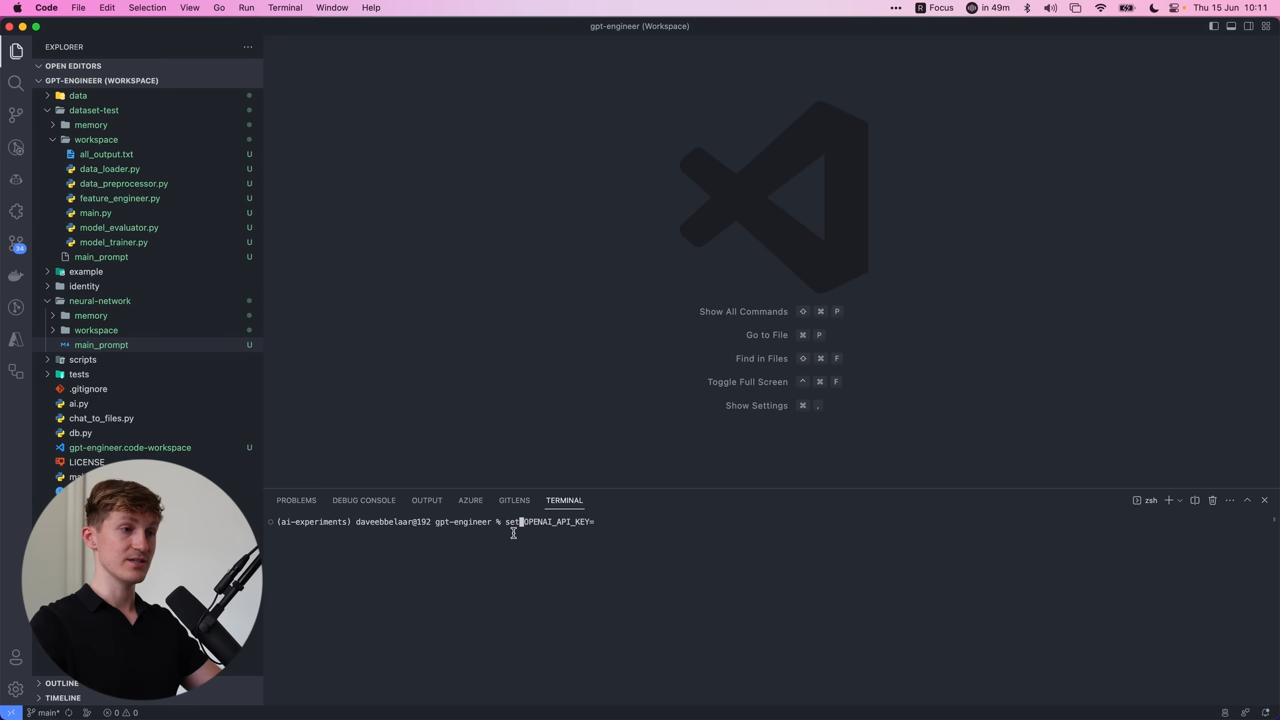 Code File Edit Selection View Go Run Terminal Window Help
Focus in 49m Thu 15 Jun 10:11
gpt-engineer (Workspace)
EXPLORER
OPEN EDITORS
GPT-ENGINEER (WORKSPACE)
data
dataset-test
memory
workspace
all_output.txt U
data_loader.py U
data_preprocessor.py U
feature_engineer.py U
main.py U
model_evaluator.py U
model_trainer.py U
main_prompt U
example
identity
neural-network
memory
workspace
main_prompt U
scripts
tests
.gitignore
ai.py
chat_to_files.py
db.py
gpt-engineer.code-workspace U
LICENSE
OUTLINE
TIMELINE
34
Show All Commands ⇧ ⌘ P
Go to File ⌘ P
Find in Files ⇧ ⌘ F
Toggle Full Screen ^ ⌘ F
Show Settings ⌘ ,
PROBLEMS DEBUG CONSOLE OUTPUT AZURE GITLENS TERMINAL
zsh
(ai-experiments) daveebbelaar@192 gpt-engineer % set OPENAI_API_KEY=
main* 0 0